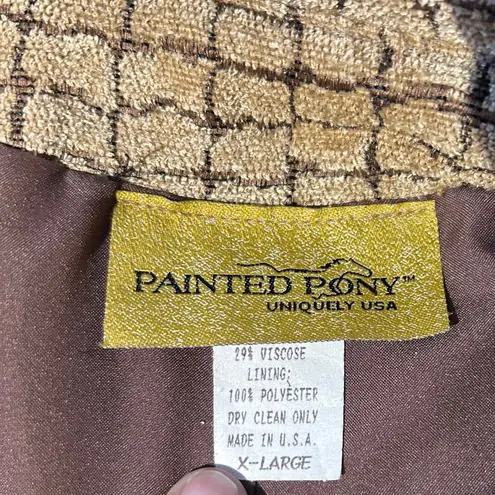 PAINTED PONY™
UNIQUELY USA
29% VISCOSE
LINING;
100% POLYESTER
DRY CLEAN ONLY
MADE IN U.S.A.
X-LARGE